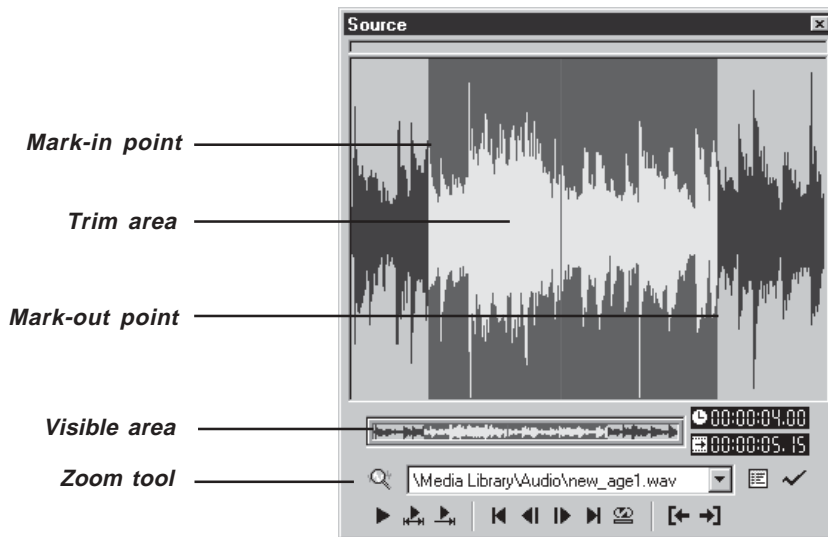 Source
Mark-in point
Trim area
Mark-out point
Visible area
00:00:04.00
00:00:05.15
Zoom tool
\Media Library\Audio\new_age1.wav